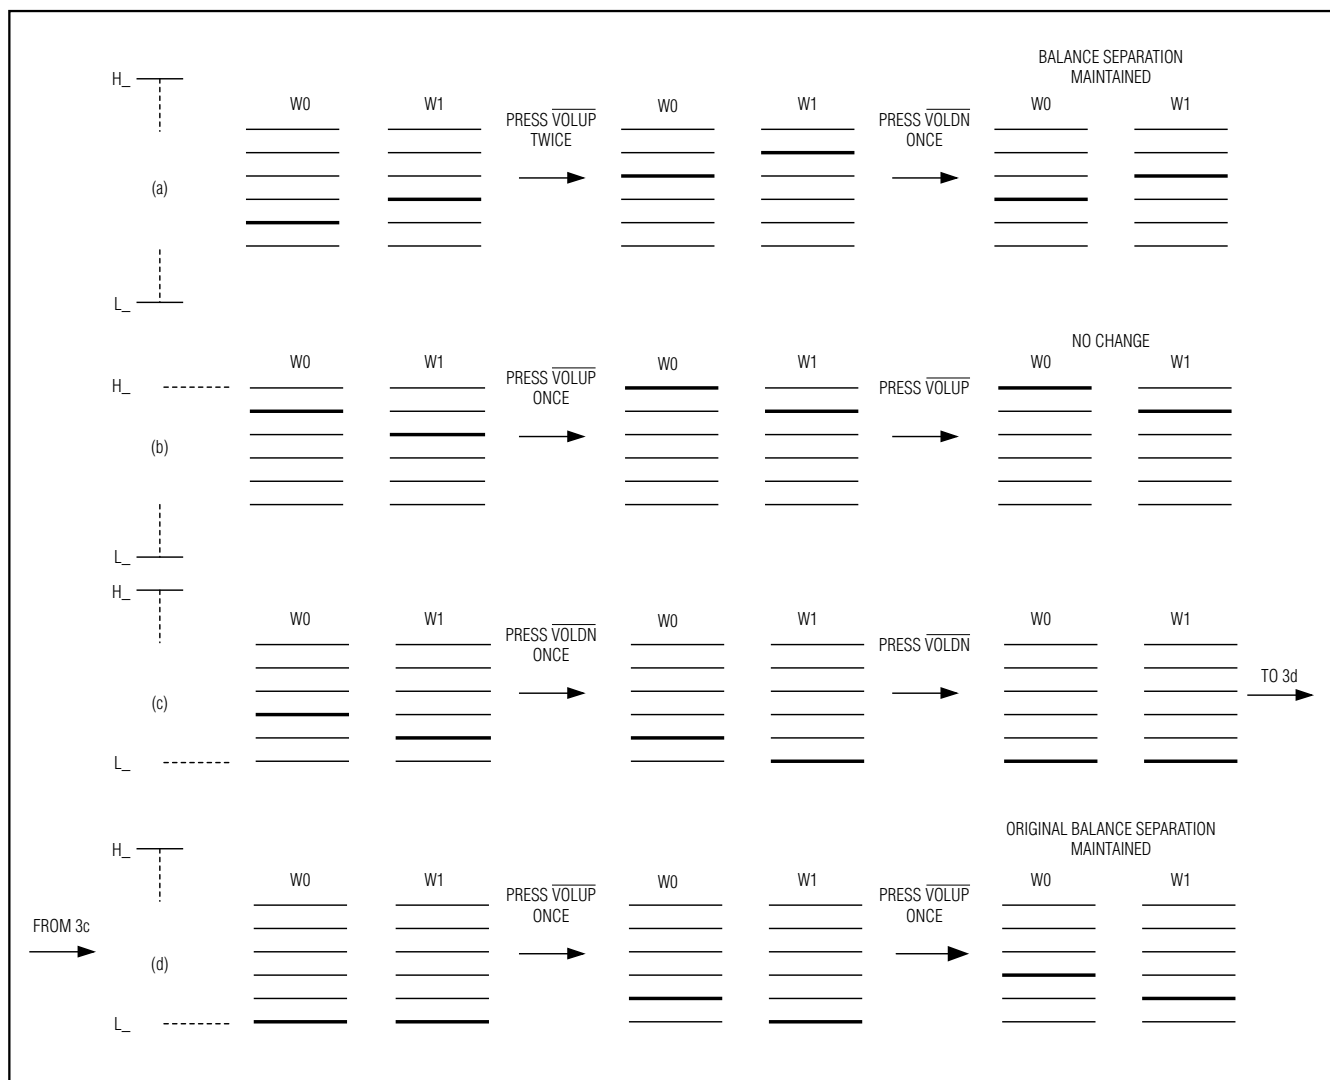 BALANCE SEPARATION
MAINTAINED
H_
W0 W1 PRESS VOLUP TWICE W0 W1 PRESS VOLDN ONCE W0 W1
(a)
L_
NO CHANGE
W0 W1 PRESS VOLUP ONCE W0 W1 PRESS VOLUP W0 W1
H_
(b)
L_
H_
W0 W1 PRESS VOLDN ONCE W0 W1 PRESS VOLDN W0 W1
TO 3d
(c)
L_
ORIGINAL BALANCE SEPARATION
MAINTAINED
H_
W0 W1 PRESS VOLUP ONCE W0 W1 PRESS VOLUP ONCE W0 W1
FROM 3c
(d)
L_